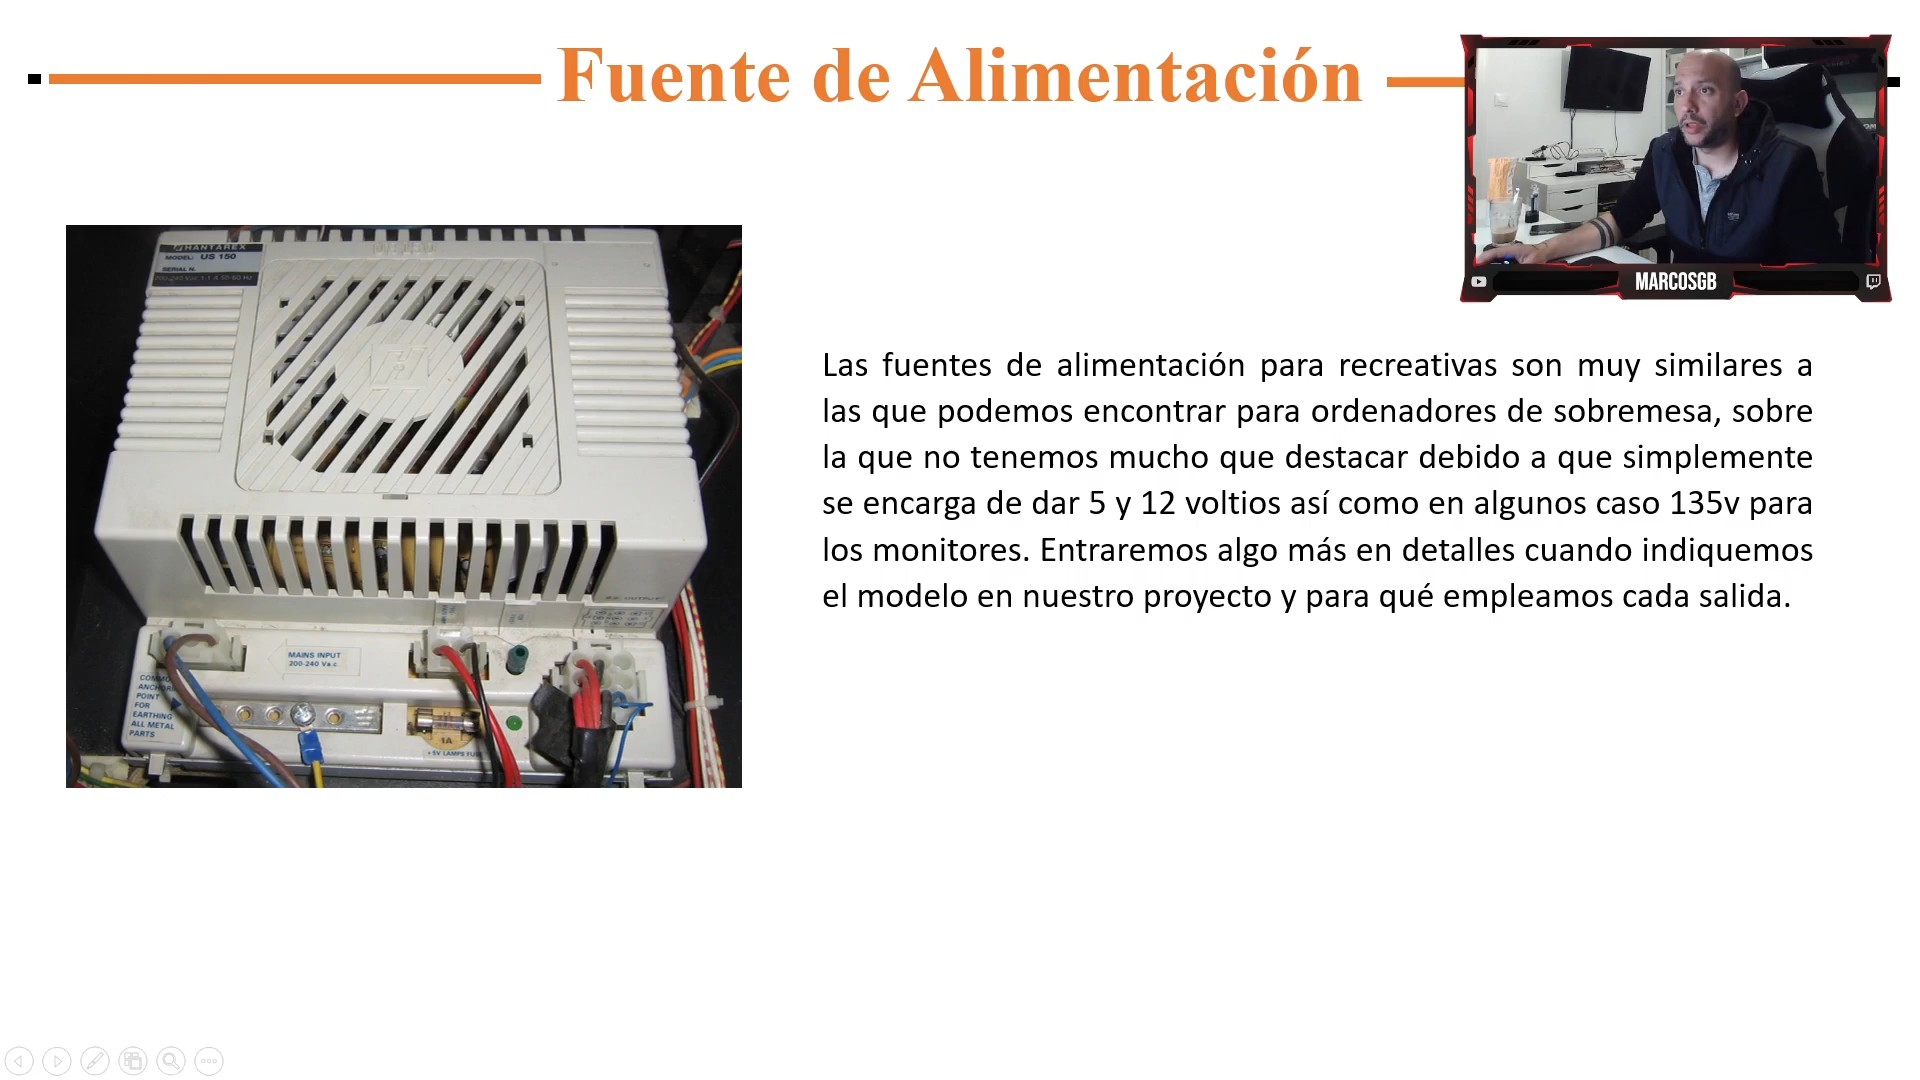 Fuente de Alimentación
MARCOSGB
HANTAREX
MODEL: US 150
SERIAL N.
Las fuentes de alimentación para recreativas son muy similares a
las que podemos encontrar para ordenadores de sobremesa, sobre
la que no tenemos mucho que destacar debido a que simplemente
se encarga de dar 5 y 12 voltios así como en algunos caso 135v para
los monitores. Entraremos algo más en detalles cuando indiquemos
el modelo en nuestro proyecto y para qué empleamos cada salida.
MAINS INPUT
200-240 Va.c.
COMMON
ANCHOR
POINT
FOR
EARTHING
ALL METAL
PARTS
1A
+5V LAMPS FUSE